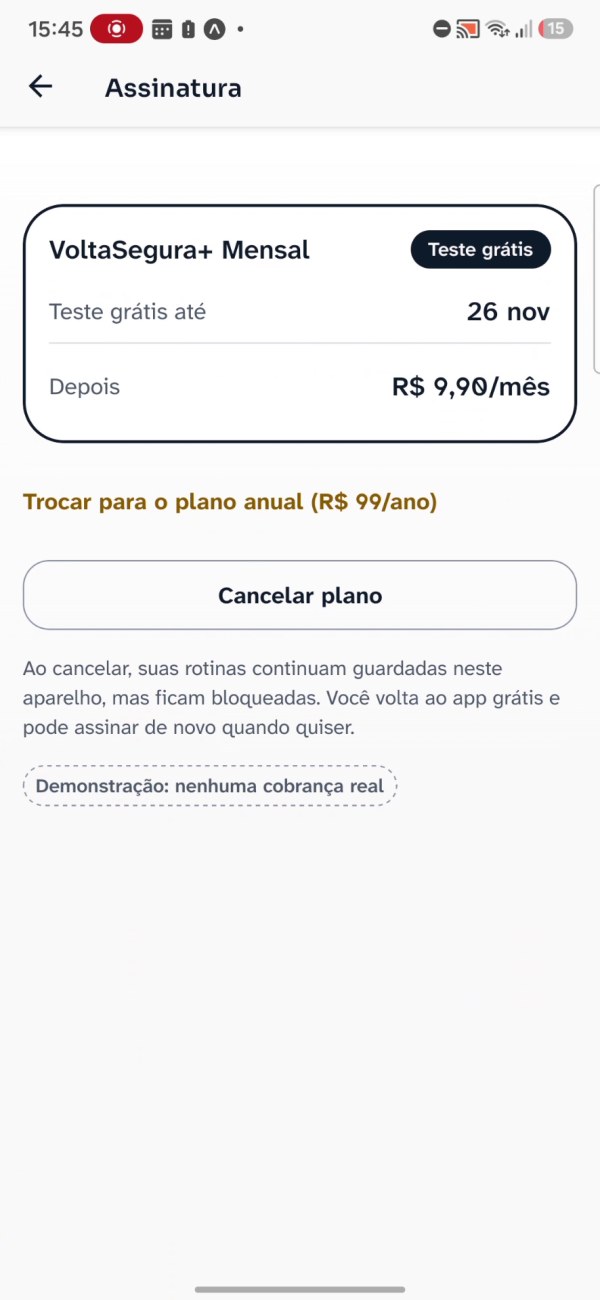 15:45
15
Assinatura
VoltaSegura+ Mensal
Teste grátis
Teste grátis até
26 nov
Depois
R$ 9,90/mês
Trocar para o plano anual (R$ 99/ano)
Cancelar plano
Ao cancelar, suas rotinas continuam guardadas neste
aparelho, mas ficam bloqueadas. Você volta ao app grátis e
pode assinar de novo quando quiser.
Demonstração: nenhuma cobrança real